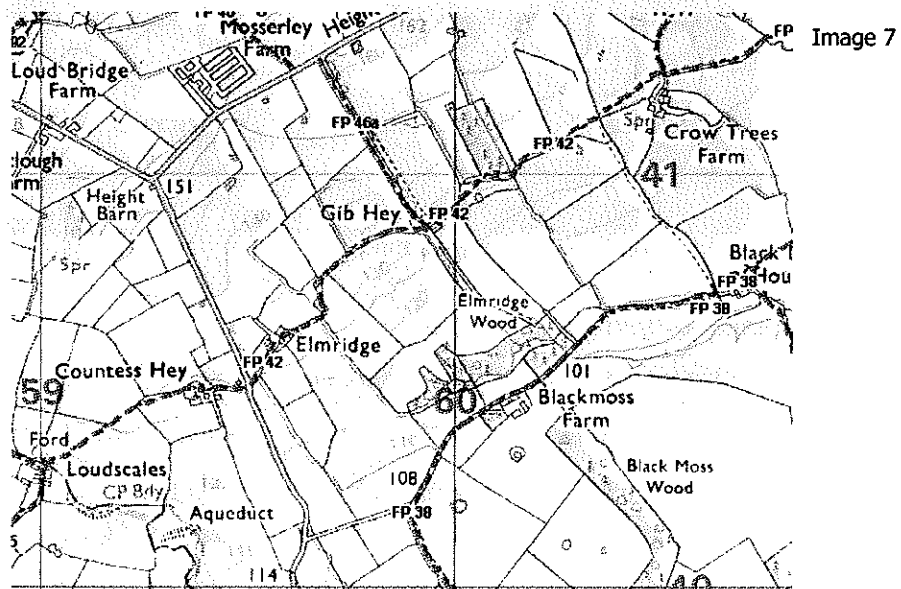 Image 7
Mosserley
Farm
Height
FP
Loud Bridge
Farm
FP 46a
Spr
Crow Trees
Farm
FP 42
41
151
Height
Barn
Gib Hey
FP 42
Spr
Black
FP 38
Elmridge
Wood
FP 38
Elmridge
FP 42
Countess Hey
101
59
60
Blackmoss
Farm
Ford
Loudscales
CP Bdy
108
Black Moss
Wood
Aqueduct
FP 38
114